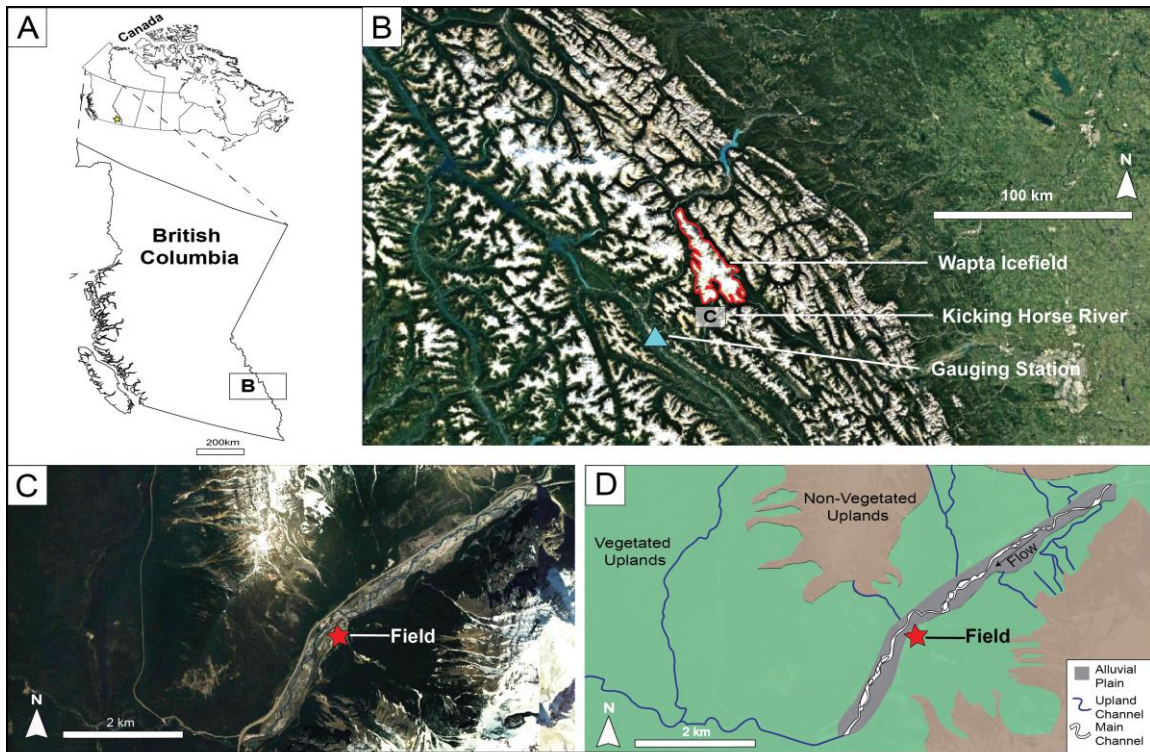 A
Canada
British
Columbia
B
200km
B
N
100 km
Wapta Icefield
C
Kicking Horse River
Gauging Station
C
Field
N
2 km
D
Non-Vegetated
Uplands
Vegetated
Uplands
Flow
Field
N
2 km
Alluvial
Plain
Upland
Channel
Main
Channel